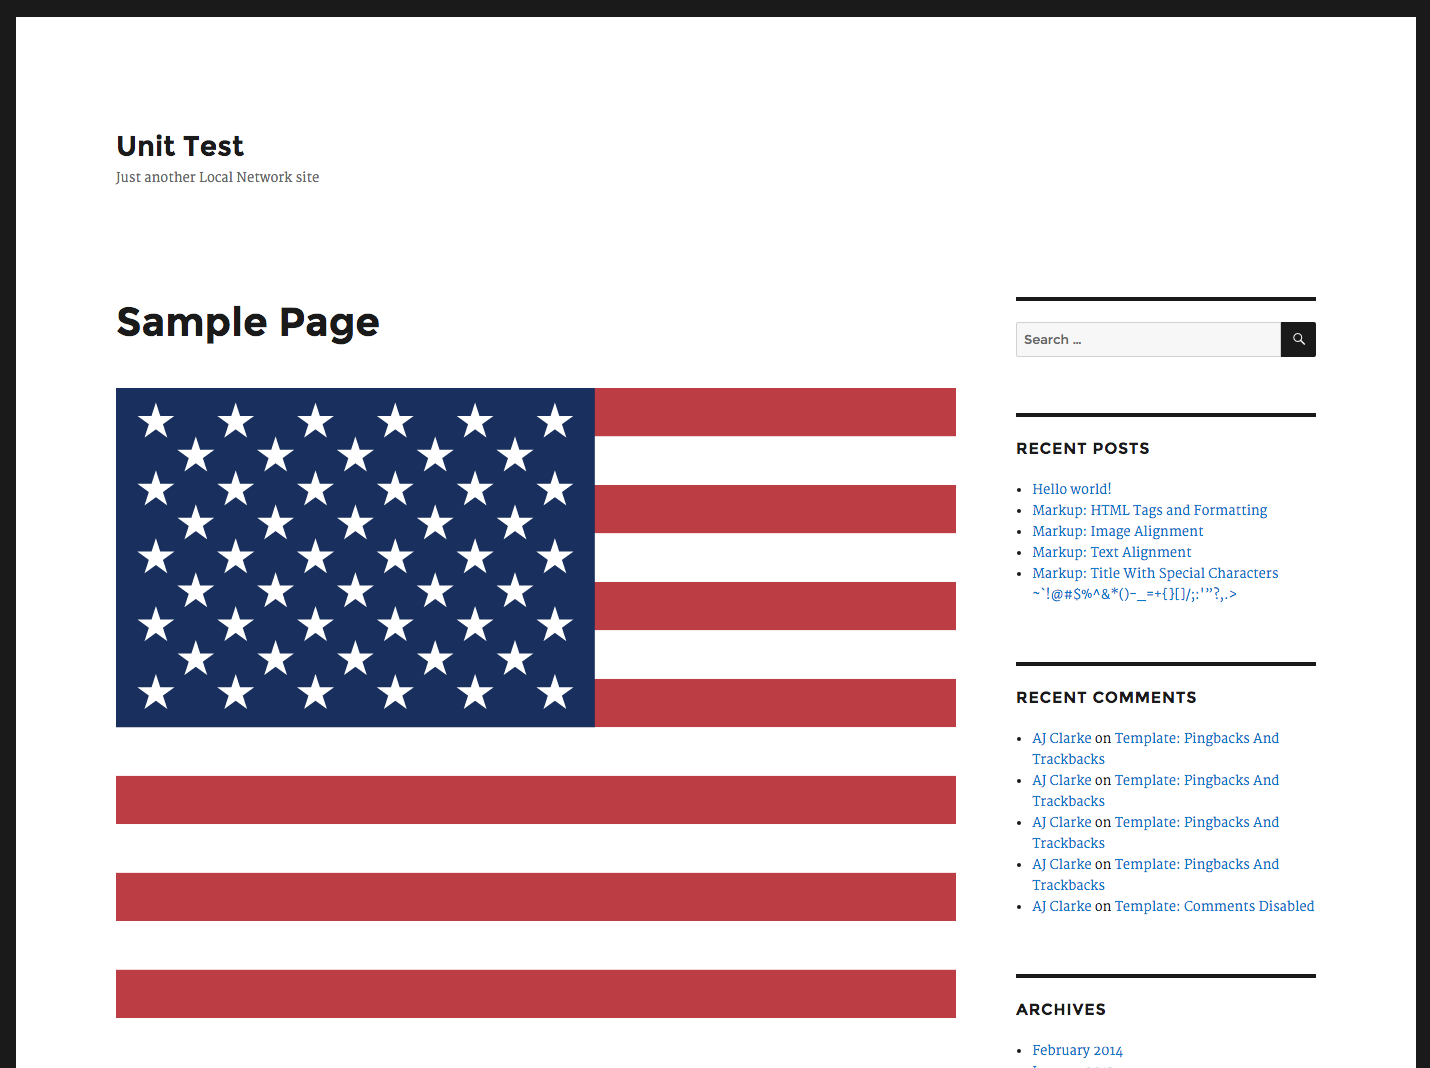 Unit Test
Just another Local Network site
Sample Page
Search ...
RECENT POSTS
Hello world!
Markup: HTML Tags and Formatting
Markup: Image Alignment
Markup: Text Alignment
Markup: Title With Special Characters
~`!@#$%^&*()-_=+{}[]/;:'”?,.>
RECENT COMMENTS
AJ Clarke on Template: Pingbacks And
Trackbacks
AJ Clarke on Template: Pingbacks And
Trackbacks
AJ Clarke on Template: Pingbacks And
Trackbacks
AJ Clarke on Template: Pingbacks And
Trackbacks
AJ Clarke on Template: Comments Disabled
ARCHIVES
February 2014